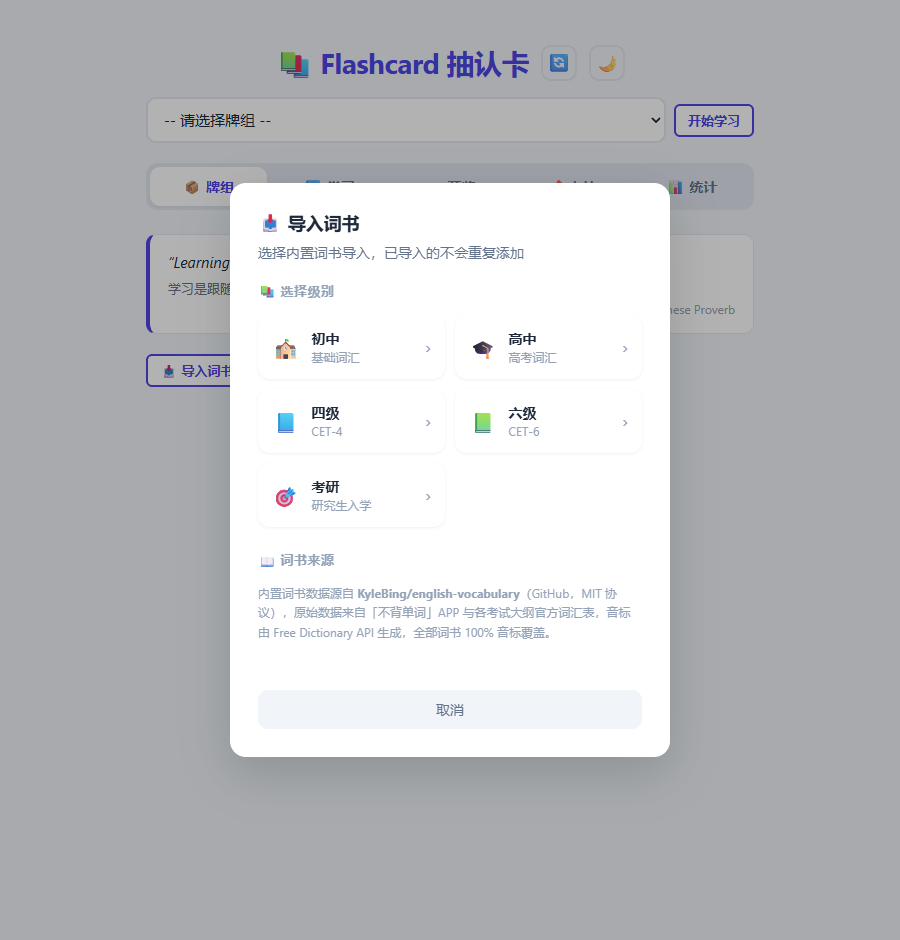 Flashcard 抽认卡
-- 请选择牌组 --
开始学习
牌组
统计
"Learning
学习是跟随
nese Proverb
导入词书
导入词书
选择内置词书导入，已导入的不会重复添加
选择级别
初中
基础词汇
高中
高考词汇
四级
CET-4
六级
CET-6
考研
研究生入学
词书来源
内置词书数据源自 KyleBing/english-vocabulary（GitHub，MIT 协
议），原始数据来自「不背单词」APP 与各考试大纲官方词汇表，音标
由 Free Dictionary API 生成，全部词书 100% 音标覆盖。
取消